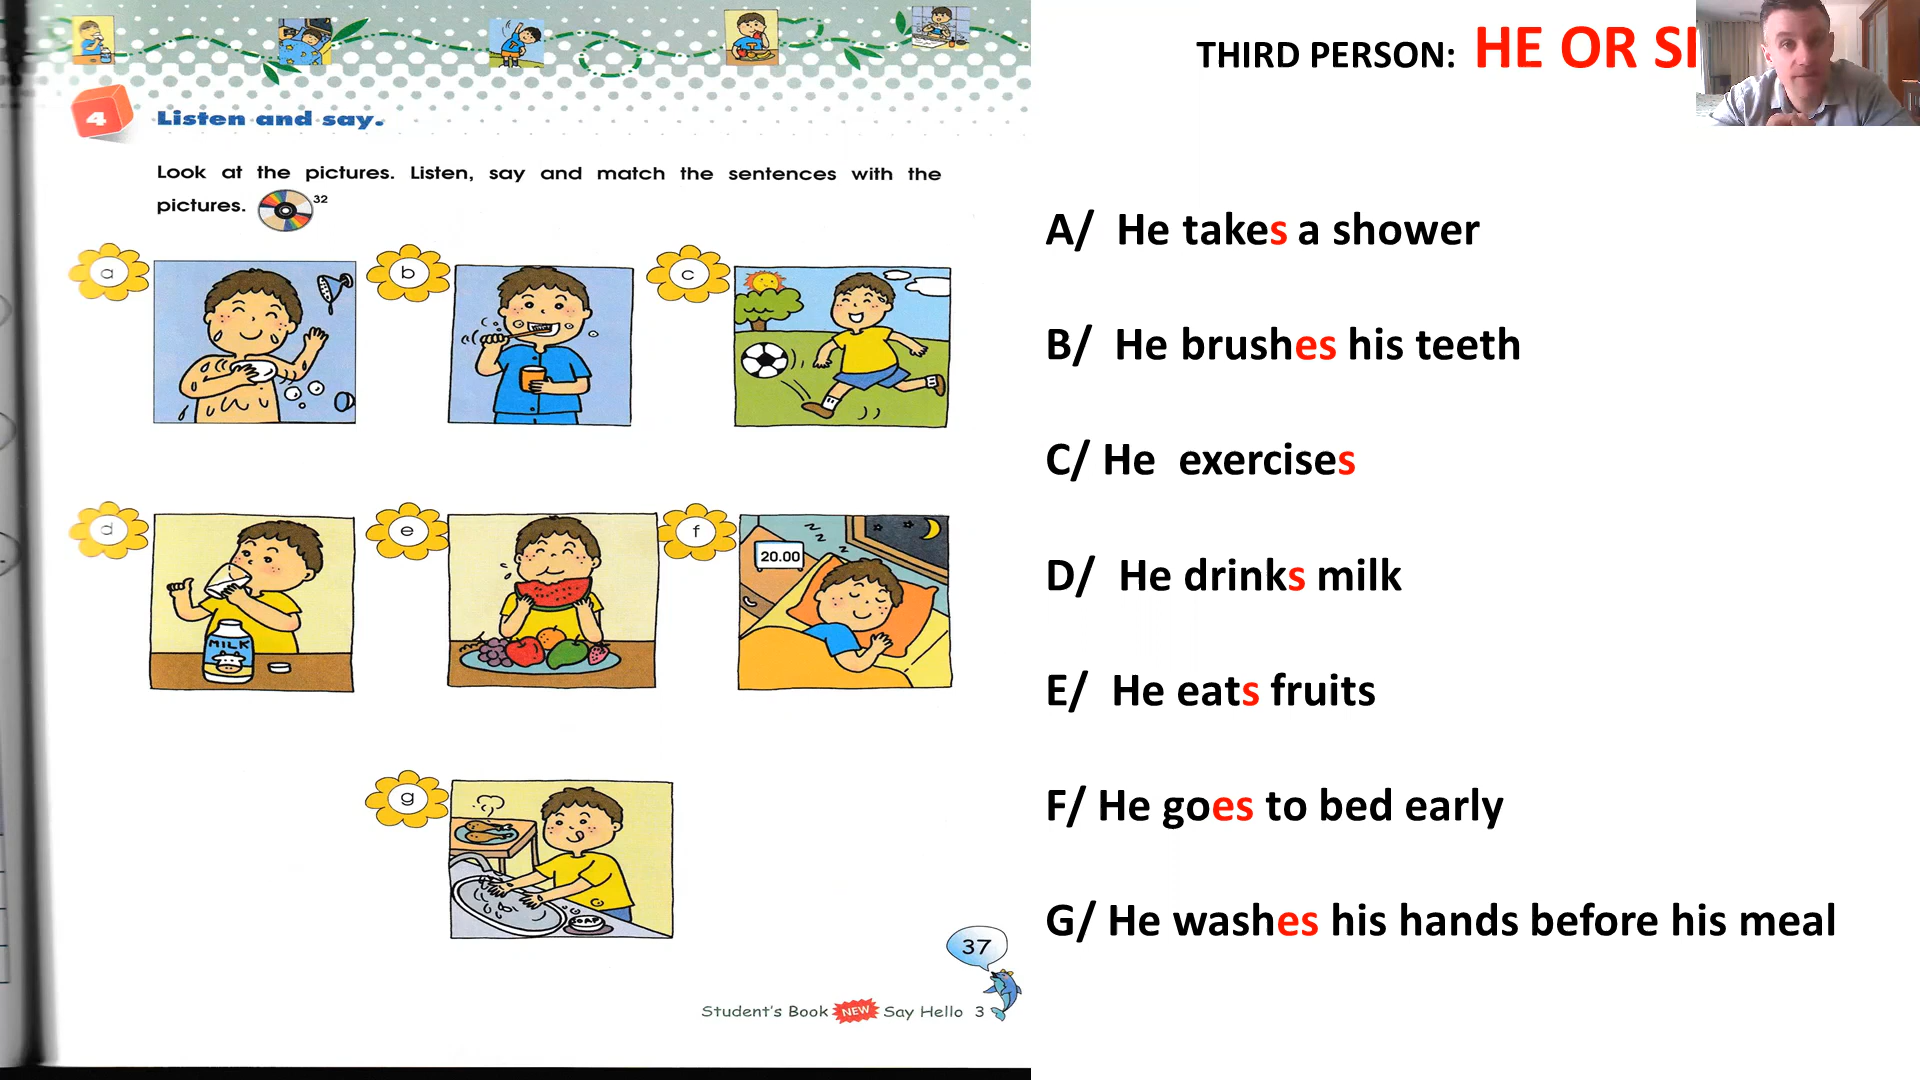 4
Listen and say.
Look at the pictures. Listen, say and match the sentences with the
pictures. 32
a
b
c
d
e
f
MILK
20.00
z z z z z
g
SOAP
37
Student's Book NEW Say Hello 3
THIRD PERSON: HE OR
A/ He takes a shower
B/ He brushes his teeth
C/ He exercises
D/ He drinks milk
E/ He eats fruits
F/ He goes to bed early
G/ He washes his hands before his meal